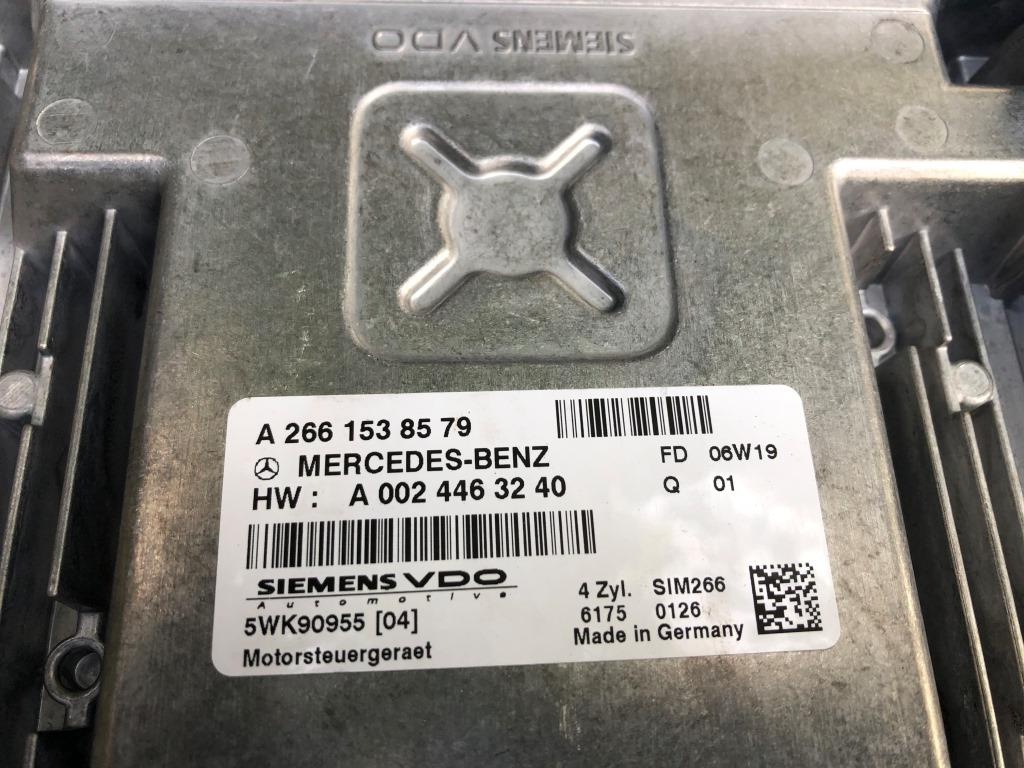 SIEMENS VDO
A 266 153 85 79
MERCEDES-BENZ
FD 06W19
HW : A 002 446 32 40
Q 01
SIEMENS VDO
Automotive
4 Zyl. SIM266
5WK90955 [04]
6175 0126
Motorsteuergeraet
Made in Germany